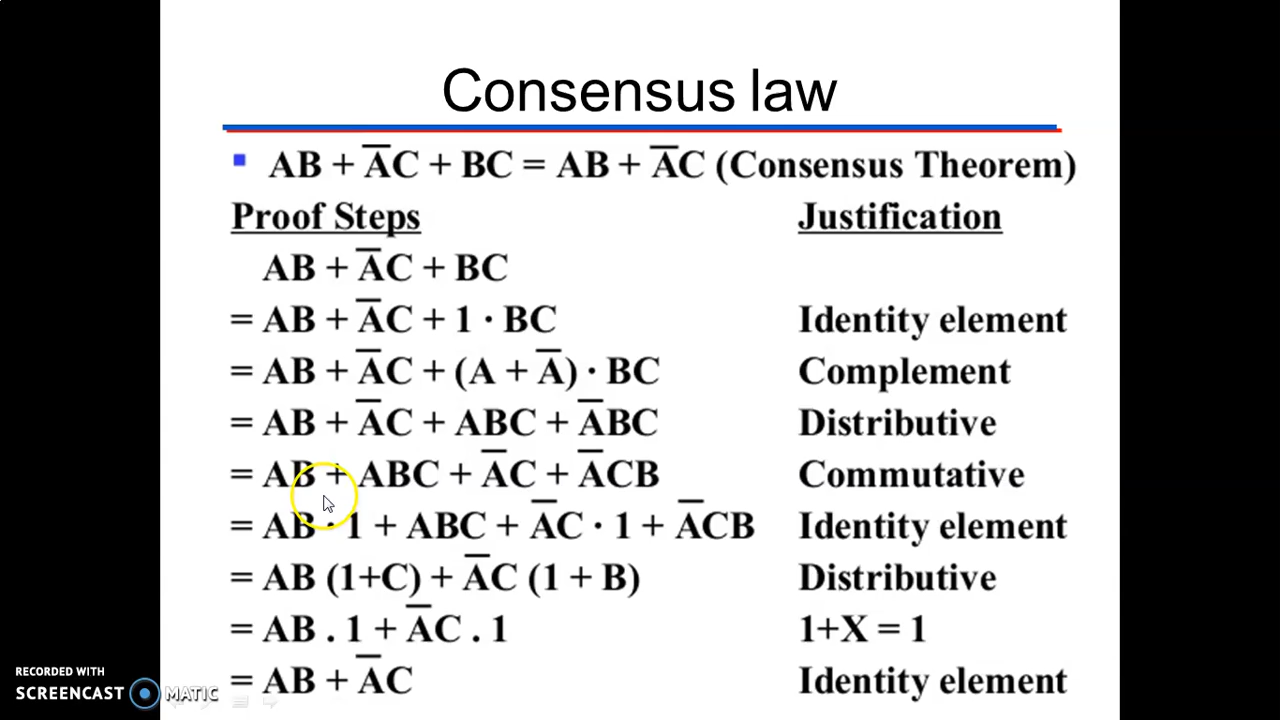 Consensus law
▪ AB + A̅C + BC = AB + A̅C (Consensus Theorem)
Proof Steps Justification
AB + A̅C + BC
= AB + A̅C + 1 · BC Identity element
= AB + A̅C + (A + A̅) · BC Complement
= AB + A̅C + ABC + A̅BC Distributive
= AB + ABC + A̅C + A̅CB Commutative
= AB · 1 + ABC + A̅C · 1 + A̅CB Identity element
= AB (1+C) + A̅C (1 + B) Distributive
= AB . 1 + A̅C . 1 1+X = 1
= AB + A̅C Identity element
RECORDED WITH
SCREENCAST MATIC